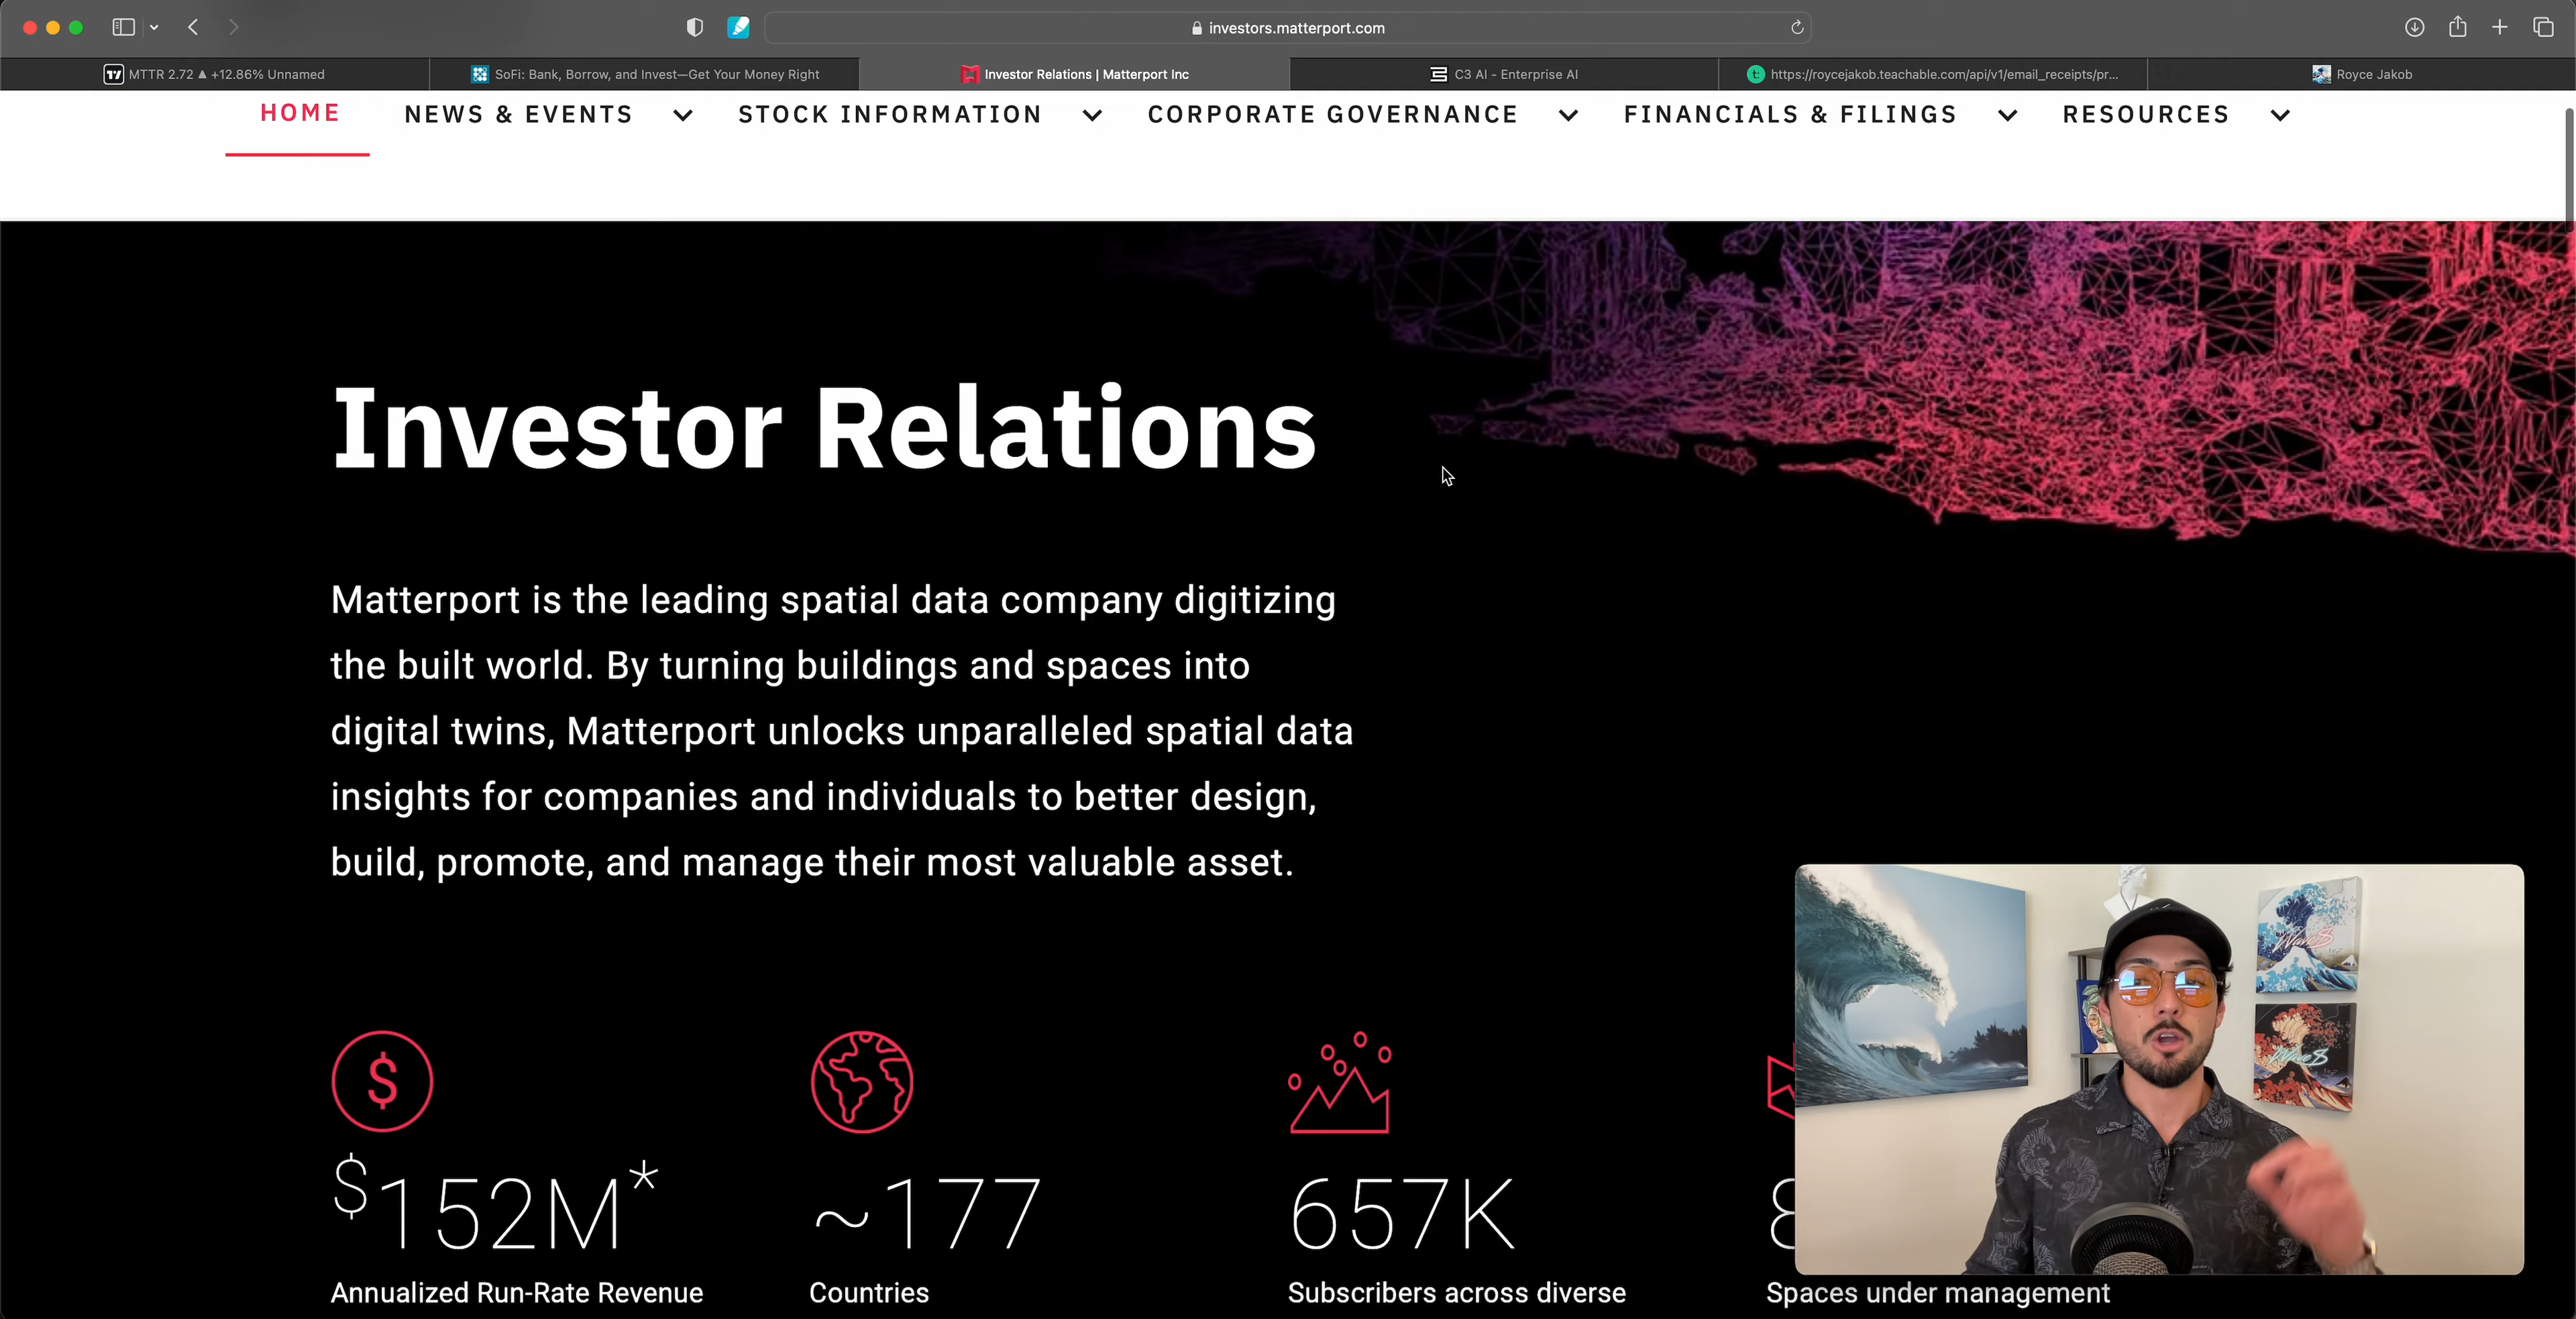 investors.matterport.com
MTTR 2.72 ▲ +12.86% Unnamed
SoFi: Bank, Borrow, and Invest—Get Your Money Right
Investor Relations | Matterport Inc
C3 AI - Enterprise AI
t:
https://roycejakob.teachable.com/api/v1/email_receipts/pr...
Royce Jakob
HOME
NEWS & EVENTS
STOCK INFORMATION
CORPORATE GOVERNANCE
FINANCIALS & FILINGS
RESOURCES
Investor Relations
Matterport is the leading spatial data company digitizing
the built world. By turning buildings and spaces into
digital twins, Matterport unlocks unparalleled spatial data
insights for companies and individuals to better design,
build, promote, and manage their most valuable asset.
$
$152M*
~177
657K
8
Annualized Run-Rate Revenue
Countries
Subscribers across diverse
Spaces under management